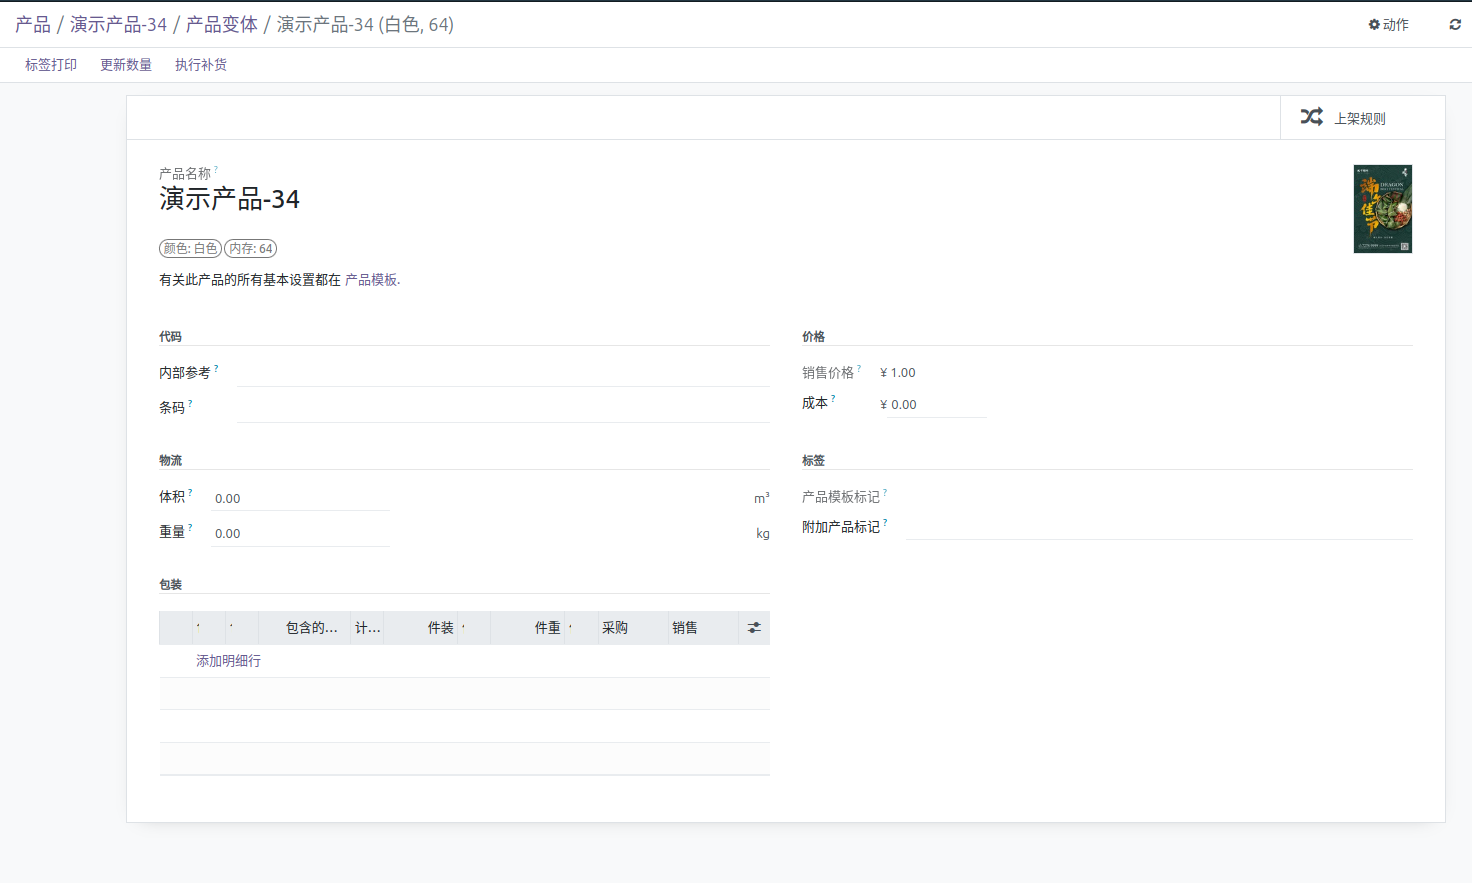 产品 / 演示产品-34 / 产品变体 / 演示产品-34 (白色, 64)
动作
标签打印 更新数量 执行补货
上架规则
产品名称 ?
演示产品-34
颜色: 白色 内存: 64
有关此产品的所有基本设置都在 产品模板.
代码
内部参考 ?
条码 ?
价格
销售价格 ? ¥ 1.00
成本 ? ¥ 0.00
物流
体积 ? 0.00 m³
重量 ? 0.00 kg
标签
产品模板标记 ?
附加产品标记 ?
包装
包含的... 计... 件装 件重 采购 销售
添加明细行
端午佳节
DRAGON